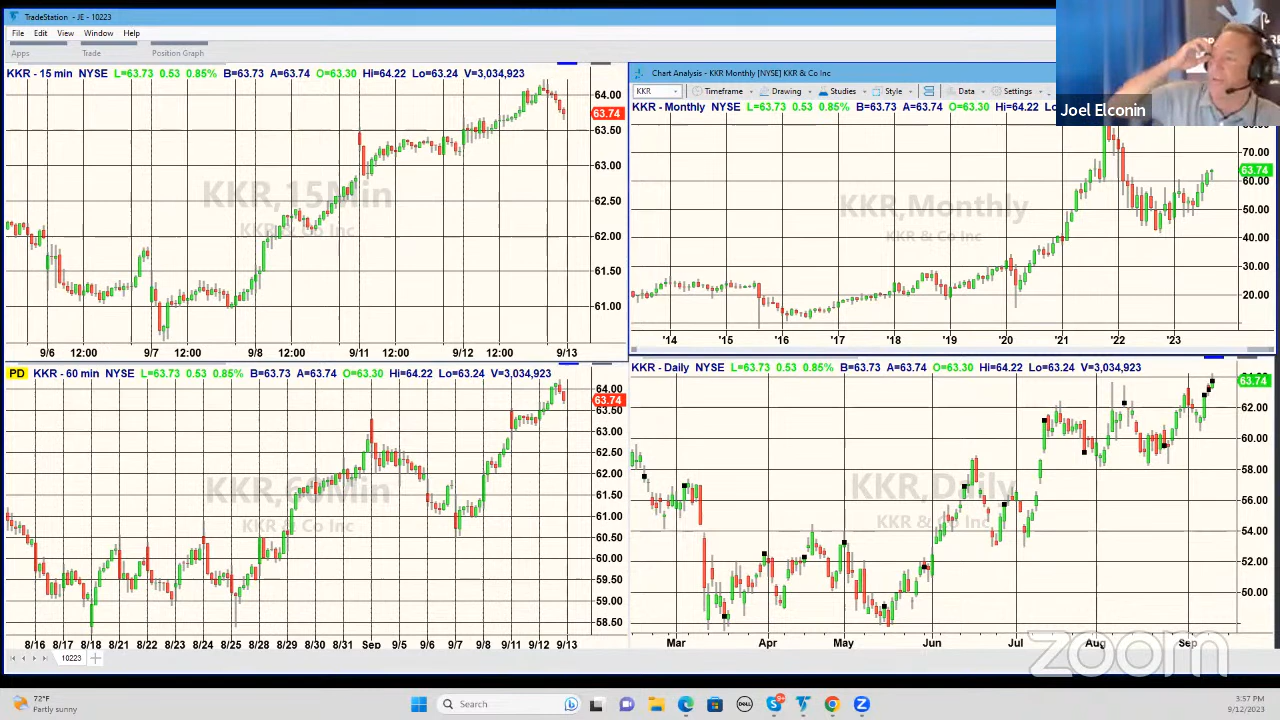 TradeStation - JE - 10223
File Edit View Window Help
Apps Trade Position Graph
KKR - 15 min NYSE L=63.73 0.53 0.85% B=63.73 A=63.74 O=63.30 Hi=64.22 Lo=63.24 V=3,034,923
KKR,15Min
KKR & Co Inc
64.00
63.74
63.50
63.00
62.50
62.00
61.50
61.00
9/6 12:00 9/7 12:00 9/8 12:00 9/11 12:00 9/12 12:00 9/13
Chart Analysis - KKR Monthly [NYSE] KKR & Co Inc
KKR Timeframe Drawing Studies Style Data Settings
KKR - Monthly NYSE L=63.73 0.53 0.85% B=63.73 A=63.74 O=63.30 Hi=64.22 Lo
Joel Elconin
KKR,Monthly
KKR & Co Inc
70.00
63.74
60.00
50.00
40.00
30.00
20.00
'14 '15 '16 '17 '18 '19 '20 '21 '22 '23
PD KKR - 60 min NYSE L=63.73 0.53 0.85% B=63.73 A=63.74 O=63.30 Hi=64.22 Lo=63.24 V=3,034,923
KKR,60Min
KKR & Co Inc
64.00
63.74
63.50
63.00
62.50
62.00
61.50
61.00
60.50
60.00
59.50
59.00
58.50
8/16 8/17 8/18 8/21 8/22 8/23 8/24 8/25 8/28 8/29 8/30 8/31 Sep 9/5 9/6 9/7 9/8 9/11 9/12 9/13
KKR - Daily NYSE L=63.73 0.53 0.85% B=63.73 A=63.74 O=63.30 Hi=64.22 Lo=63.24 V=3,034,923
KKR,Daily
KKR & Co Inc
63.74
62.00
60.00
58.00
56.00
54.00
52.00
50.00
Mar Apr May Jun Jul Aug Sep
zoom
10223
72°F
Partly sunny
Search
DELL
3:57 PM
9/12/2023